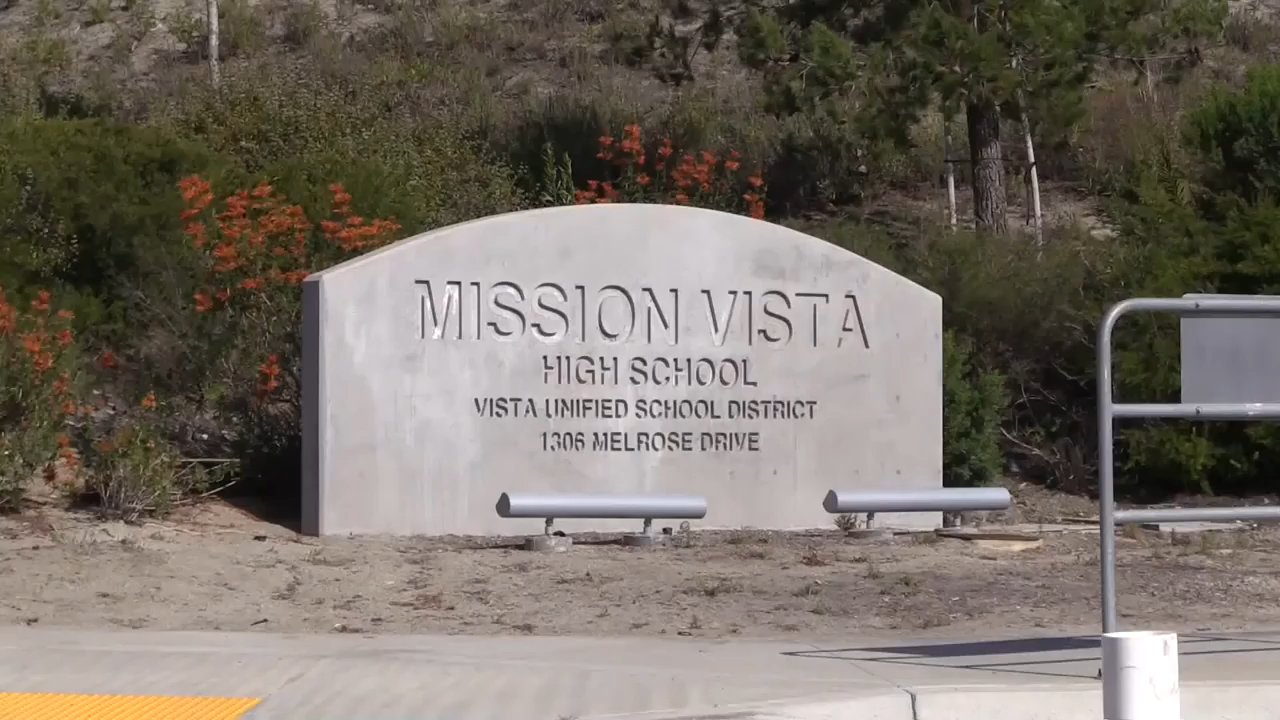 MISSION VISTA
HIGH SCHOOL
VISTA UNIFIED SCHOOL DISTRICT
1306 MELROSE DRIVE